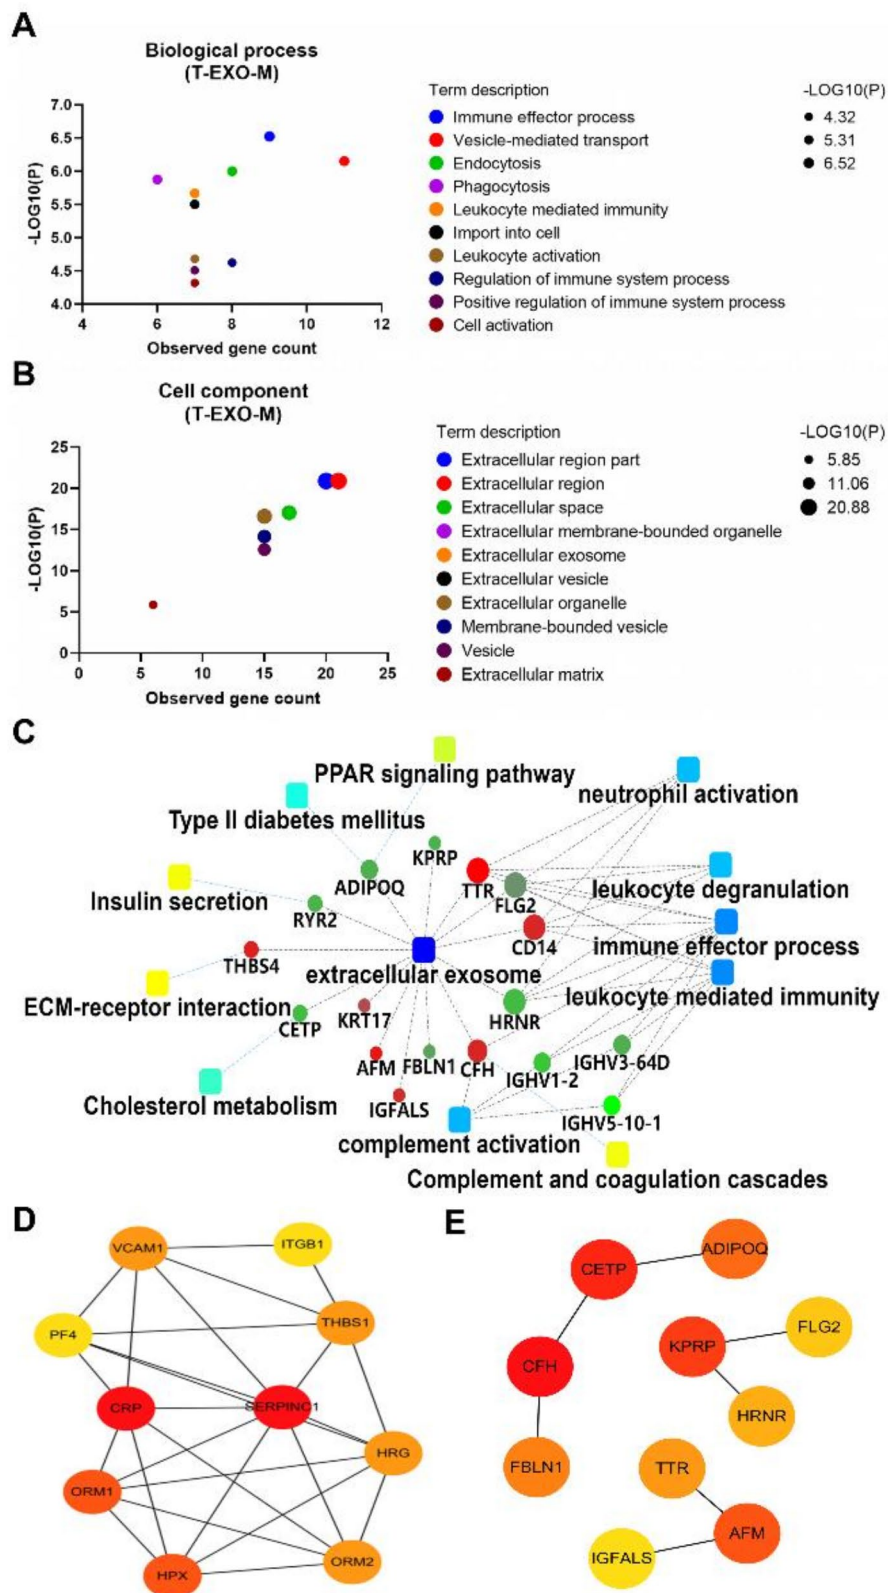 A
Biological process
(T-EXO-M)
-LOG10(P)
7.0
6.5
6.0
5.5
5.0
4.5
4.0
4 6 8 10 12
Observed gene count
Term description
Immune effector process
Vesicle-mediated transport
Endocytosis
Phagocytosis
Leukocyte mediated immunity
Import into cell
Leukocyte activation
Regulation of immune system process
Positive regulation of immune system process
Cell activation
-LOG10(P)
4.32
5.31
6.52
B
Cell component
(T-EXO-M)
-LOG10(P)
25
20
15
10
5
0
0 5 10 15 20 25
Observed gene count
Term description
Extracellular region part
Extracellular region
Extracellular space
Extracellular membrane-bounded organelle
Extracellular exosome
Extracellular vesicle
Extracellular organelle
Membrane-bounded vesicle
Vesicle
Extracellular matrix
-LOG10(P)
5.85
11.06
20.88
C
PPAR signaling pathway
neutrophil activation
Type II diabetes mellitus
KPRP
ADIPOQ
TTR
FLG2
leukocyte degranulation
Insulin secretion
RYR2
CD14
immune effector process
THBS4
extracellular exosome
leukocyte mediated immunity
ECM-receptor interaction
CETP
KRT17
HRNR
AFM
FBLN1
CFH
IGHV1-2
IGHV3-64D
IGFALS
Cholesterol metabolism
IGHV5-10-1
complement activation
Complement and coagulation cascades
D
VCAM1
ITGB1
PF4
THBS1
CRP
SERPINC1
HRG
ORM1
HPX
ORM2
E
CETP
ADIPOQ
CFH
KPRP
FLG2
HRNR
FBLN1
TTR
AFM
IGFALS